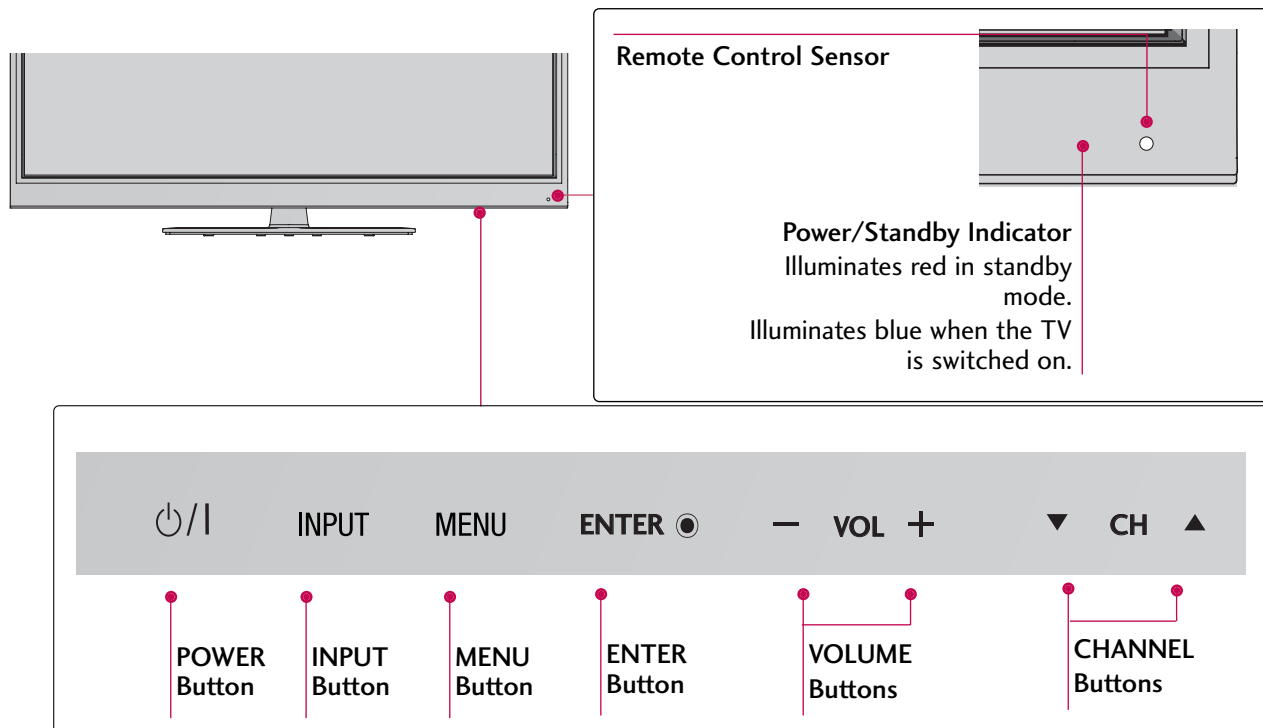 Remote Control Sensor
Power/Standby Indicator
Illuminates red in standby
mode.
Illuminates blue when the TV
is switched on.
⏻/I INPUT MENU ENTER ◉ − VOL + ▼ CH ▲
POWER
Button
INPUT
Button
MENU
Button
ENTER
Button
VOLUME
Buttons
CHANNEL
Buttons